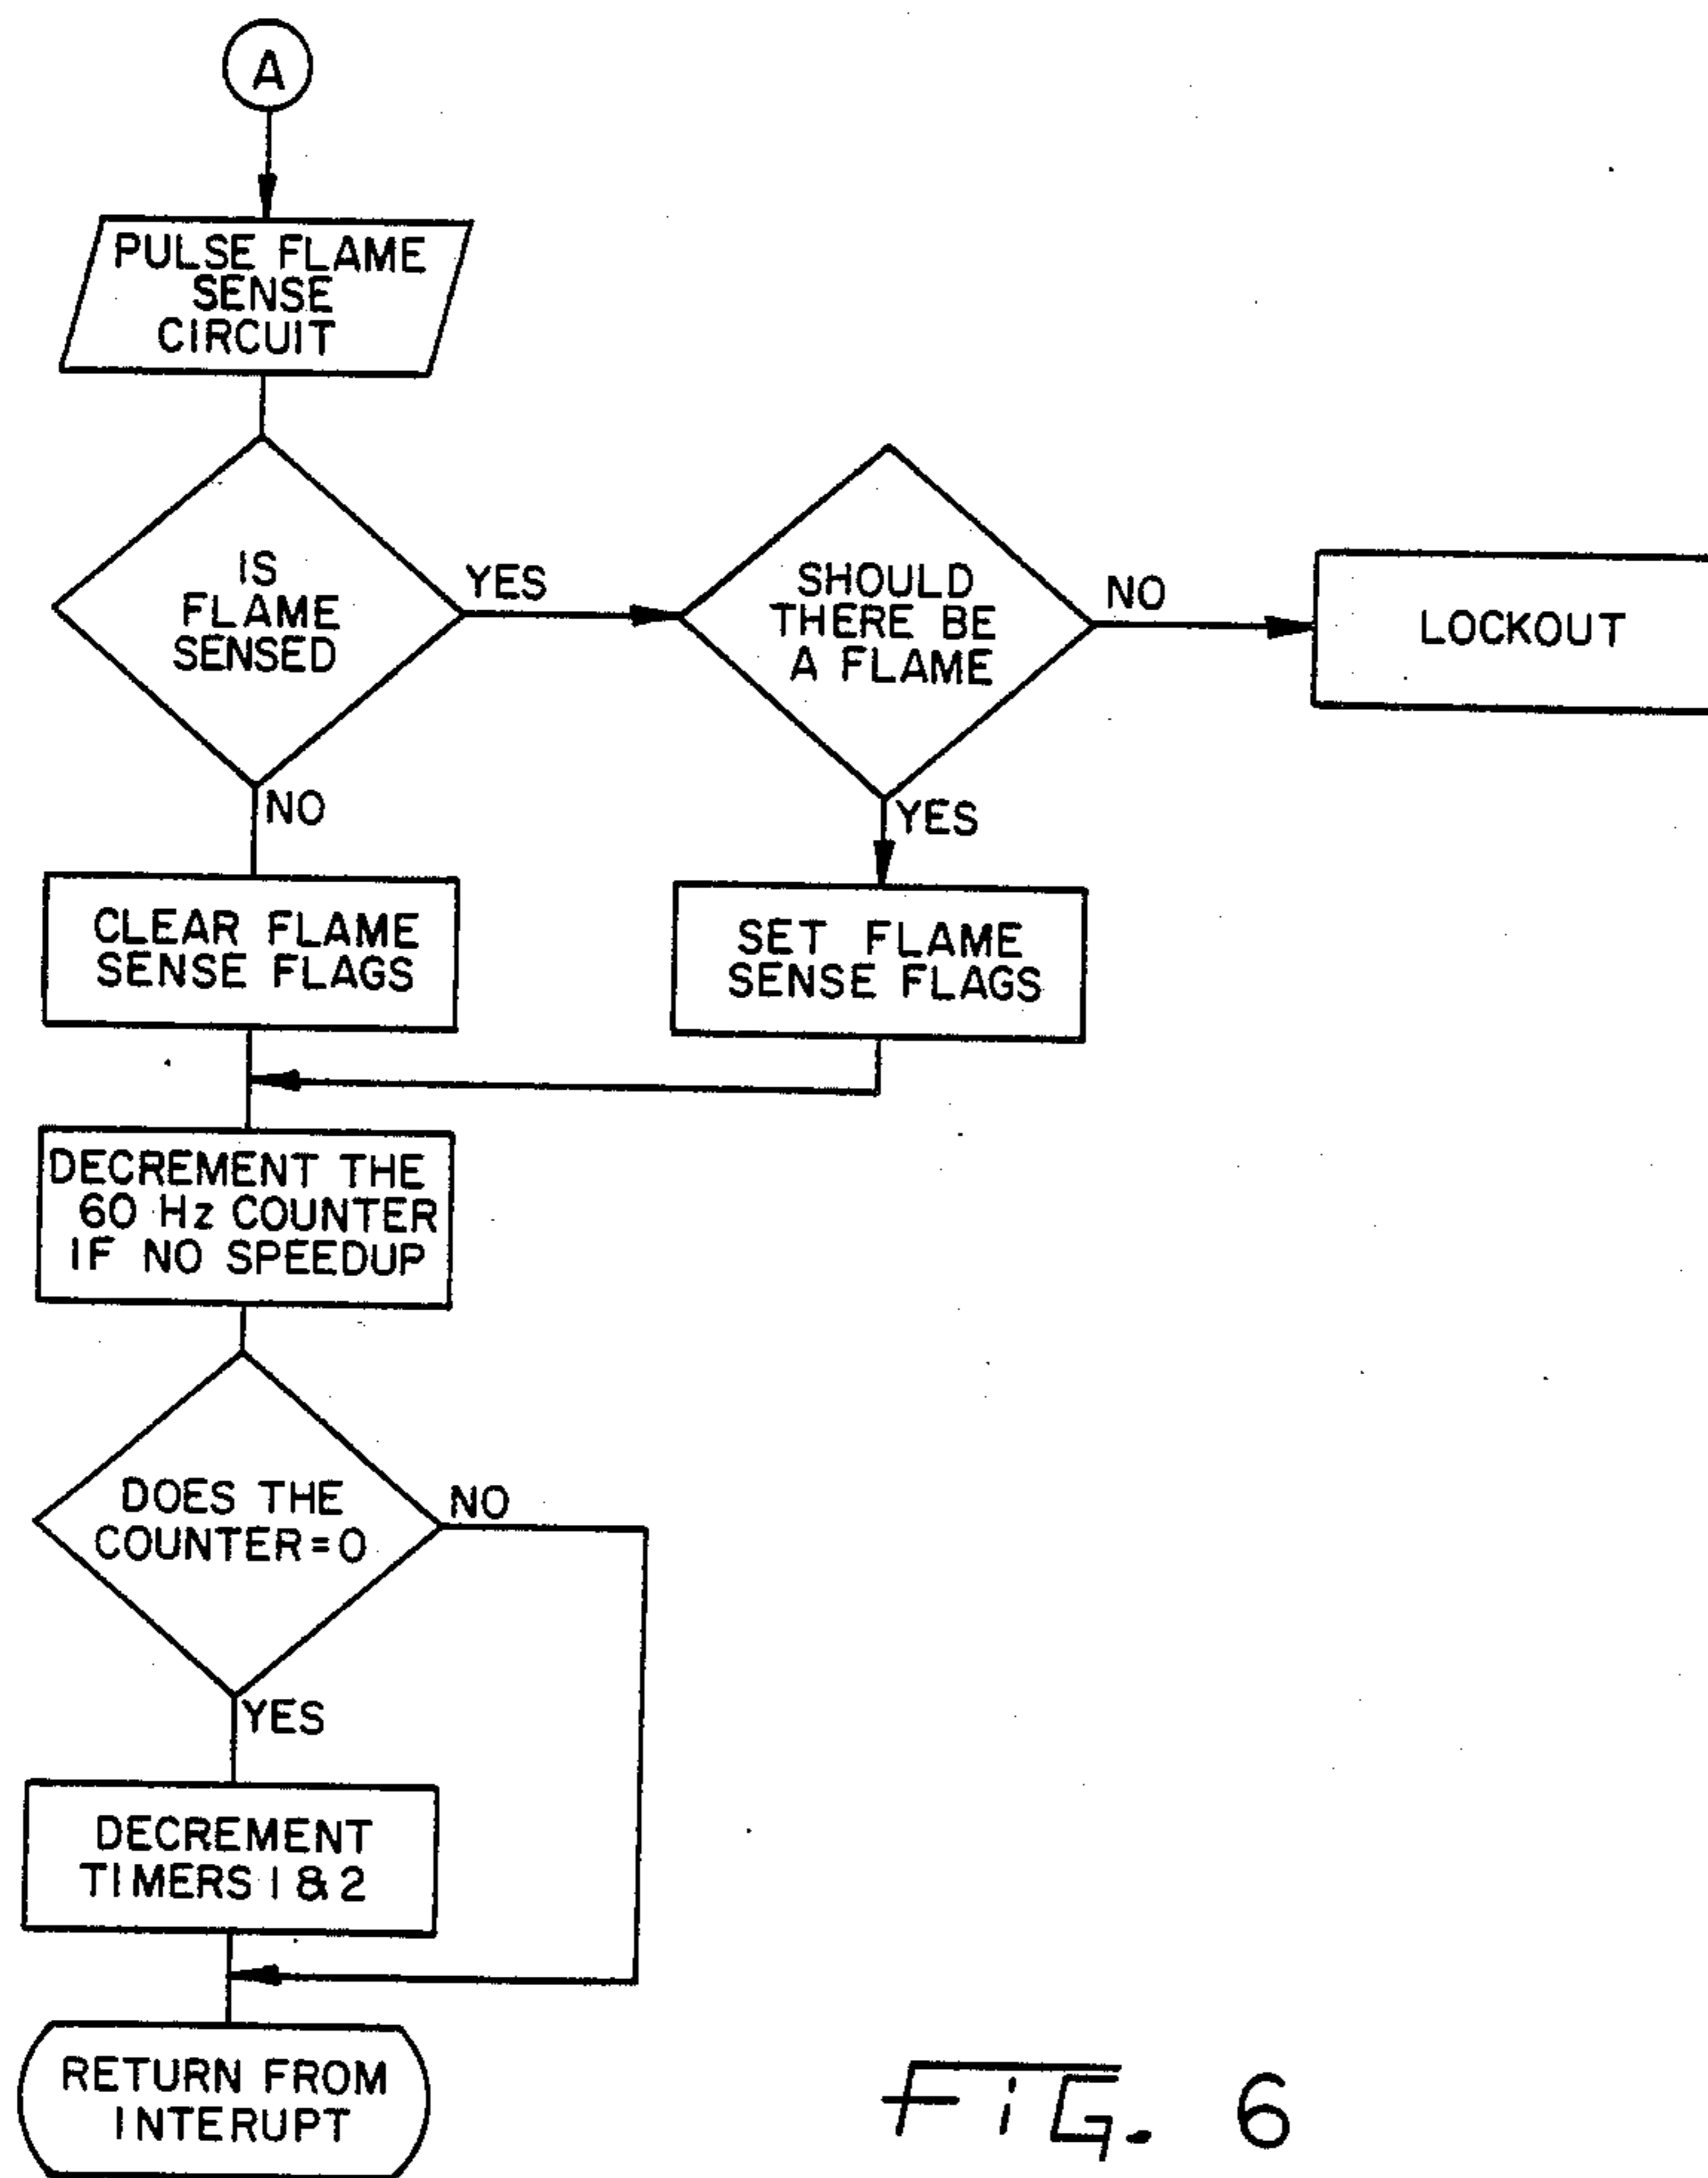 A
PULSE FLAME
SENSE
CIRCUIT
IS
FLAME
SENSED
YES
SHOULD
THERE BE
A FLAME
NO
LOCKOUT
NO
YES
CLEAR FLAME
SENSE FLAGS
SET FLAME
SENSE FLAGS
DECREMENT THE
60 Hz COUNTER
IF NO SPEEDUP
DOES THE
COUNTER=0
NO
YES
DECREMENT
TIMERS 1 & 2
RETURN FROM
INTERUPT
FiG. 6